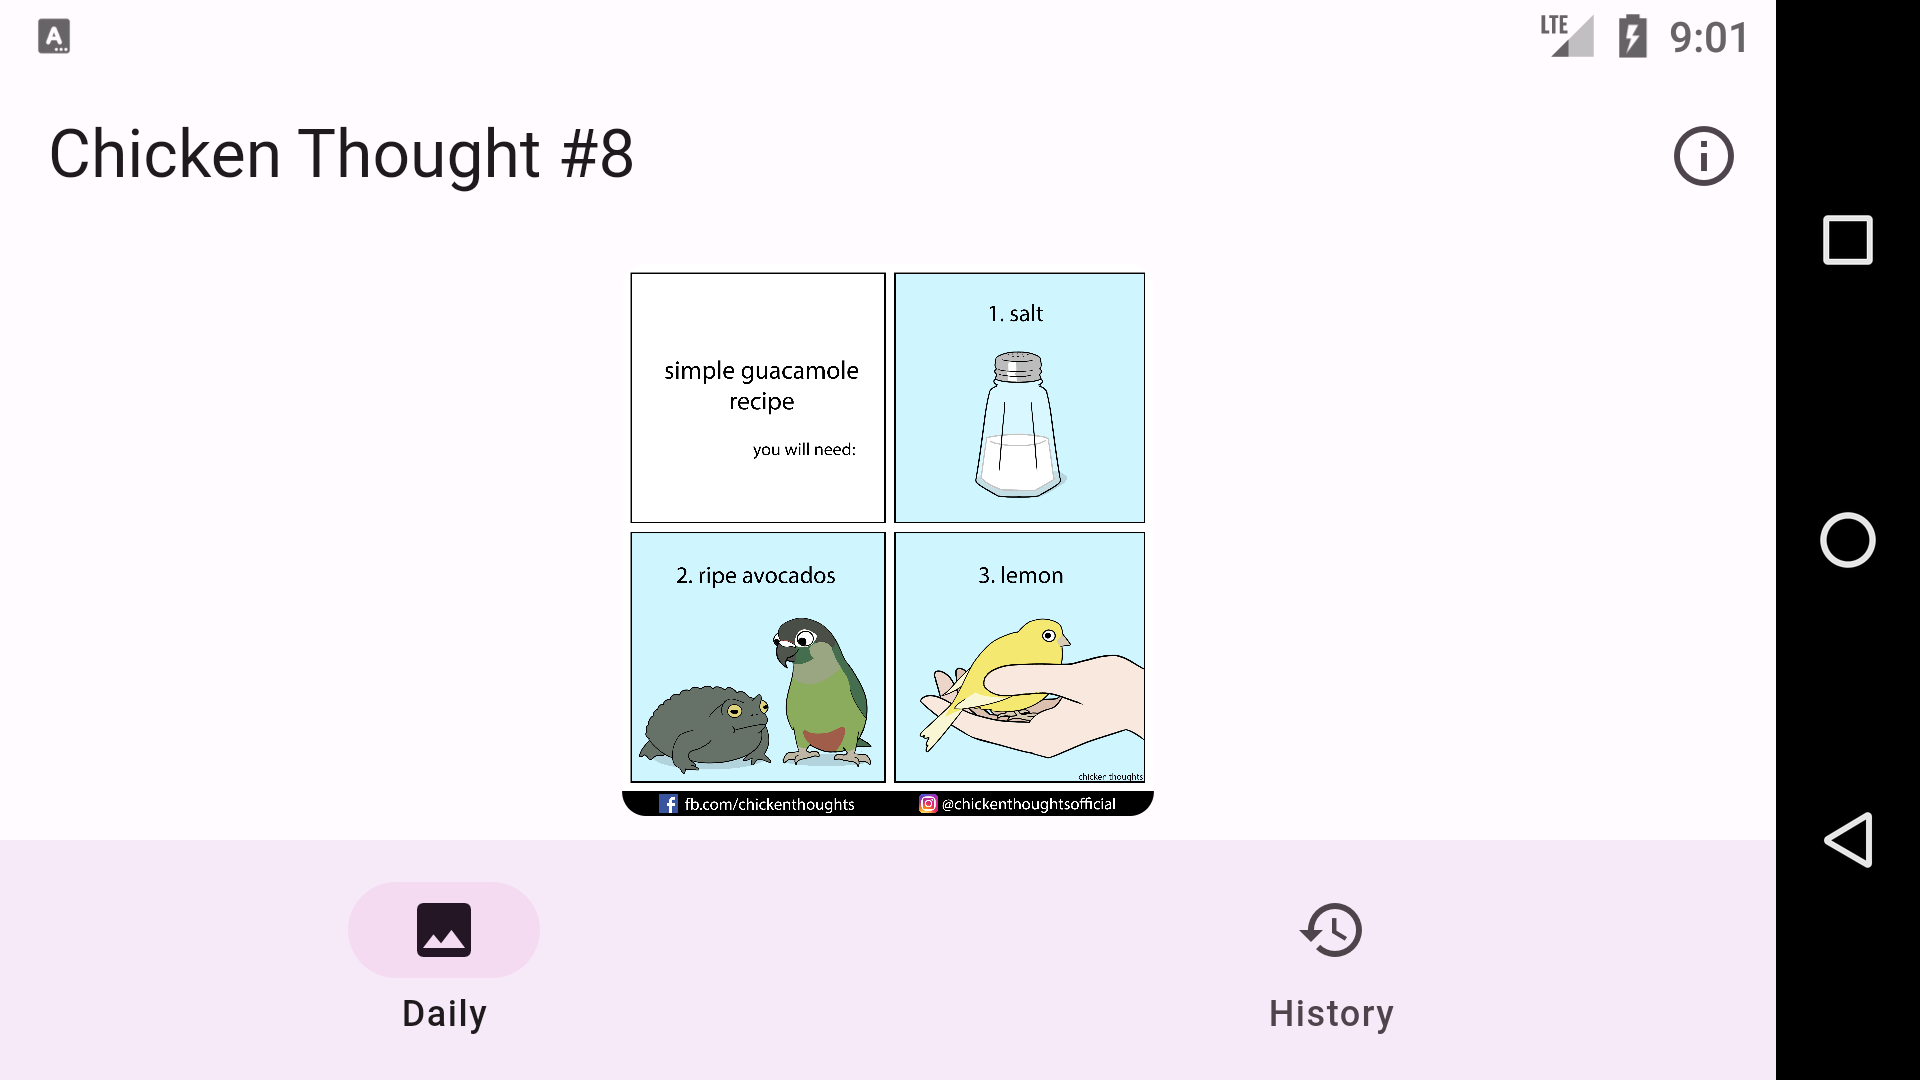 LTE
9:01
Chicken Thought #8
simple guacamole
recipe
you will need:
1. salt
2. ripe avocados
3. lemon
chicken thoughts
fb.com/chickenthoughts
@chickenthoughtsofficial
Daily
History